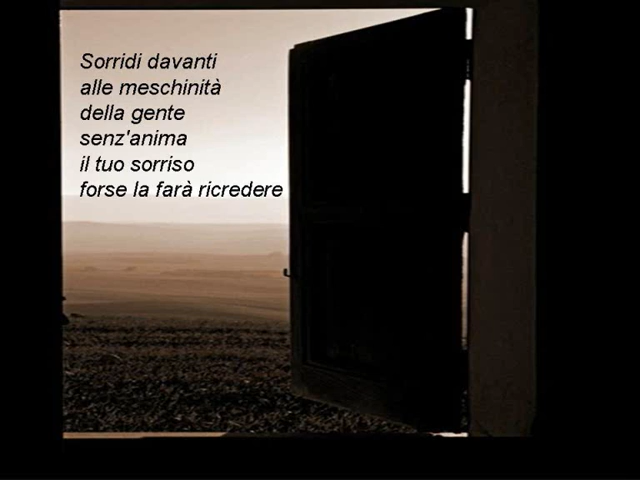 Sorridi davanti
alle meschinità
della gente
senz'anima
il tuo sorriso
forse la farà ricredere